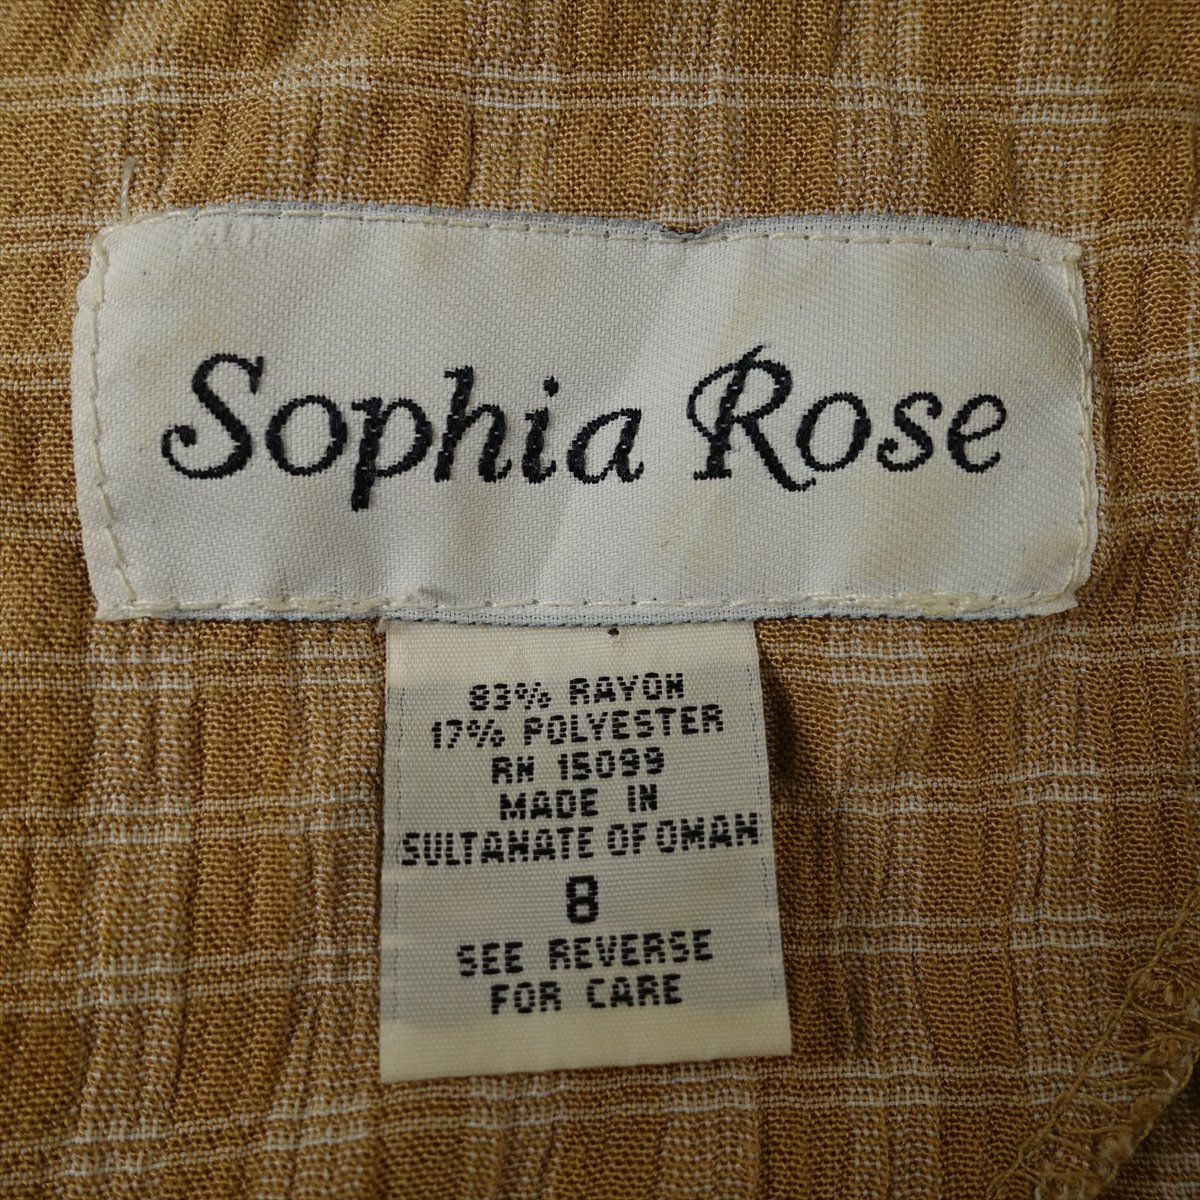 Sophia Rose
83% RAYON
17% POLYESTER
RN 15099
MADE IN
SULTANATE OF OMAN
8
SEE REVERSE
FOR CARE